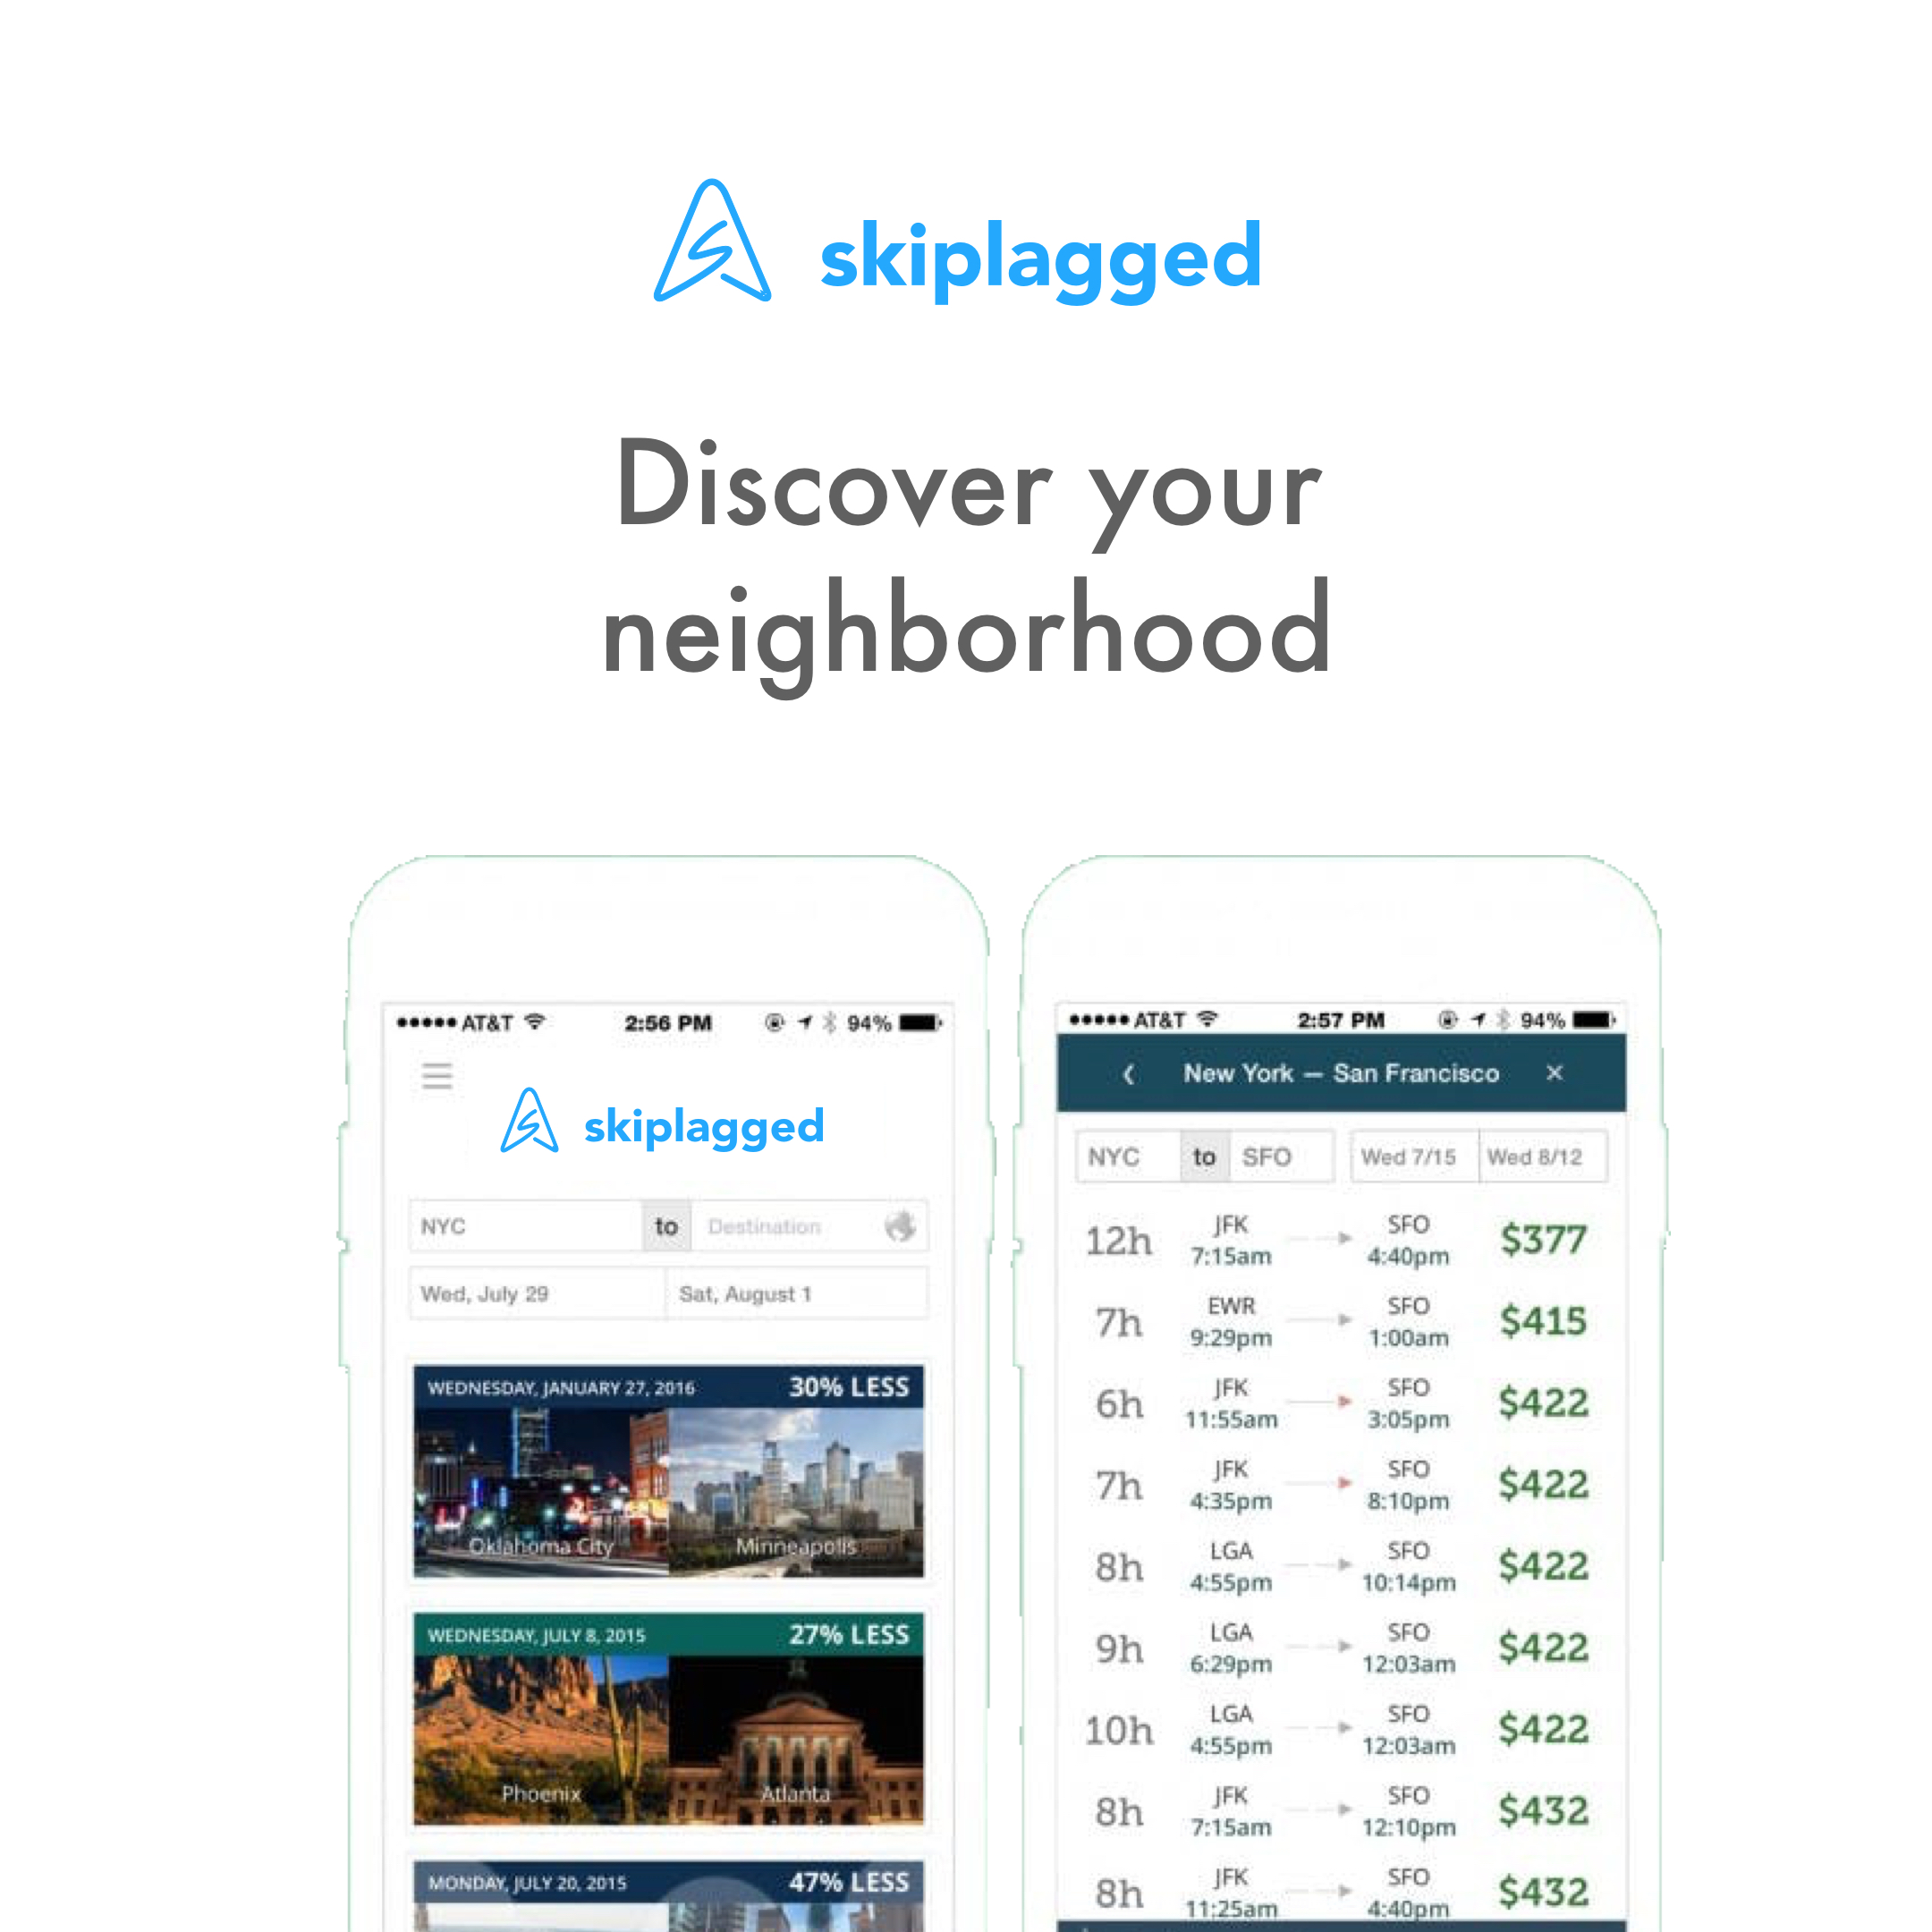 skiplagged
Discover your
neighborhood
AT&T 2:56 PM 94%
skiplagged
NYC to Destination
Wed, July 29 Sat, August 1
WEDNESDAY, JANUARY 27, 2016 30% LESS
Oklahoma City Minneapolis
WEDNESDAY, JULY 8, 2015 27% LESS
Phoenix Atlanta
MONDAY, JULY 20, 2015 47% LESS
AT&T 2:57 PM 94%
New York — San Francisco ×
NYC to SFO Wed 7/15 Wed 8/12
12h JFK SFO $377
7:15am 4:40pm
7h EWR SFO $415
9:29pm 1:00am
6h JFK SFO $422
11:55am 3:05pm
7h JFK SFO $422
4:35pm 8:10pm
8h LGA SFO $422
4:55pm 10:14pm
9h LGA SFO $422
6:29pm 12:03am
10h LGA SFO $422
4:55pm 12:03am
8h JFK SFO $432
7:15am 12:10pm
8h JFK SFO $432
11:25am 4:40pm